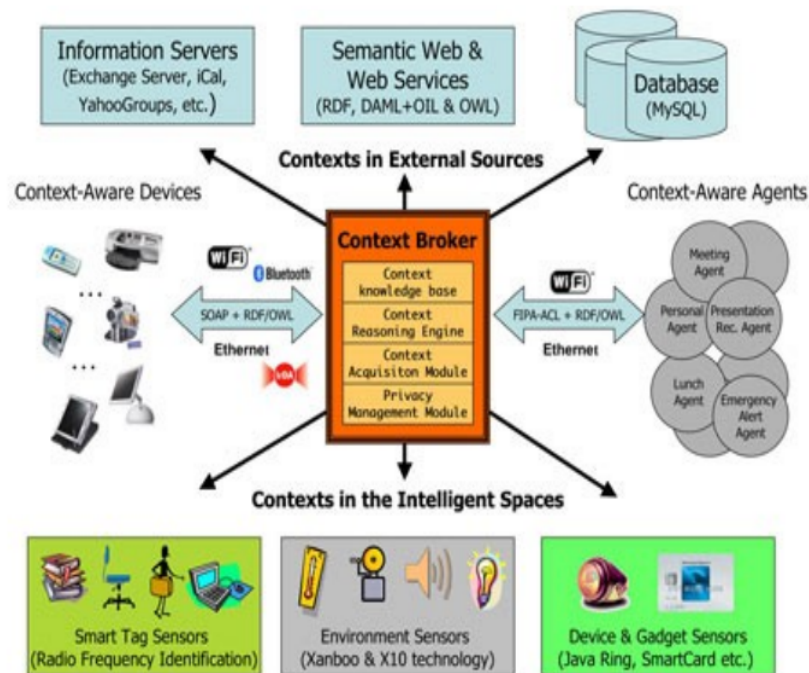 Information Servers
(Exchange Server, iCal,
YahooGroups, etc.)
Semantic Web &
Web Services
(RDF, DAML+OIL & OWL)
Database
(MySQL)
Contexts in External Sources
Context-Aware Devices
Context-Aware Agents
WiFi
Bluetooth
SOAP + RDF/OWL
Ethernet
IrDA
Context Broker
Context
knowledge base
Context
Reasoning Engine
Context
Acquisiton Module
Privacy
Management Module
WiFi
FIPA-ACL + RDF/OWL
Ethernet
Meeting
Agent
Personal
Agent
Presentation
Rec. Agent
Lunch
Agent
Emergency
Alert
Agent
Contexts in the Intelligent Spaces
Smart Tag Sensors
(Radio Frequency Identification)
Environment Sensors
(Xanboo & X10 technology)
Device & Gadget Sensors
(Java Ring, SmartCard etc.)